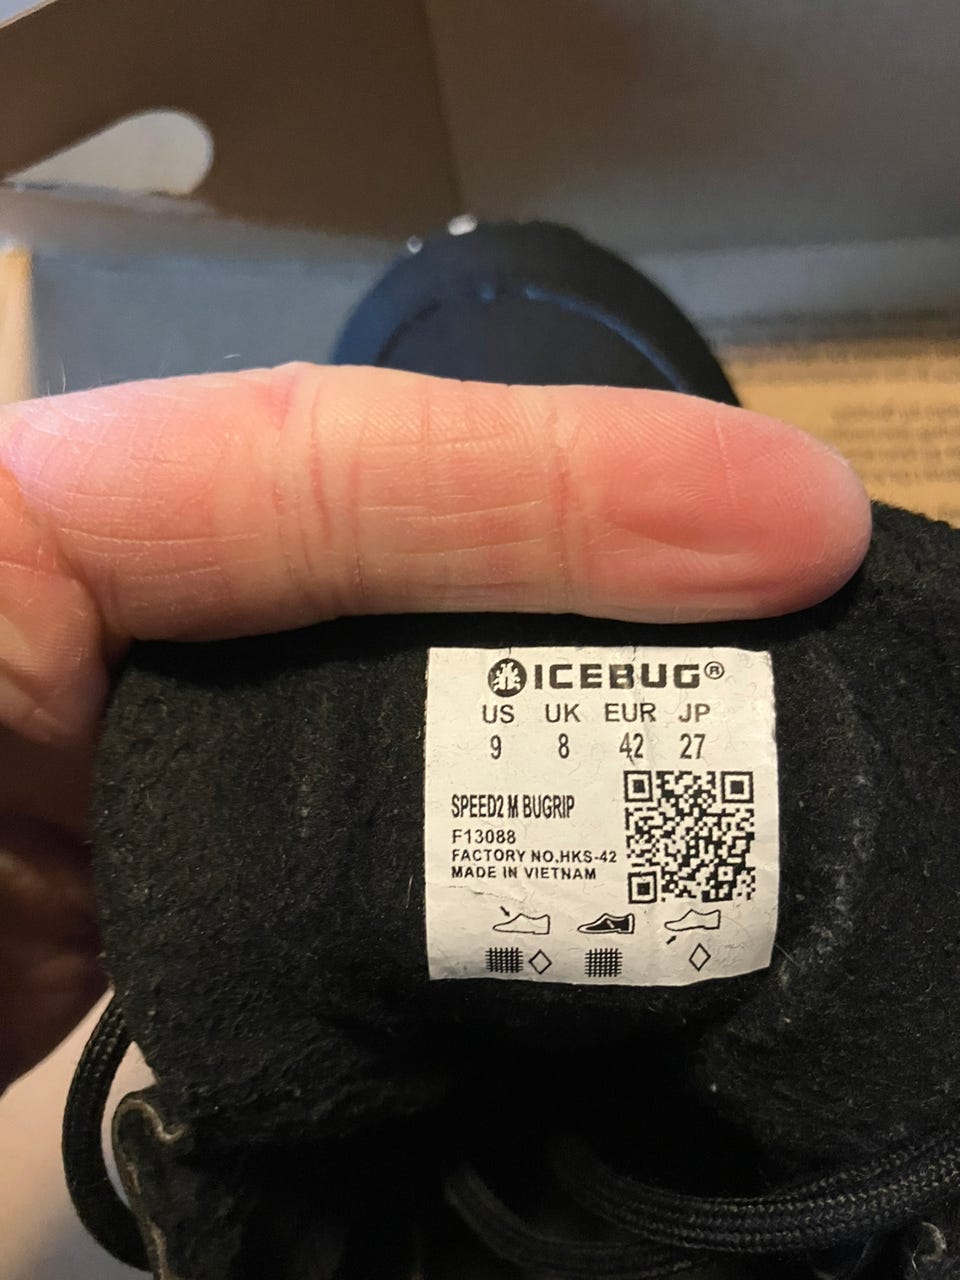 ICEBUG®
US UK EUR JP
9 8 42 27
SPEED2 M BUGRIP
F13088
FACTORY NO.HKS-42
MADE IN VIETNAM